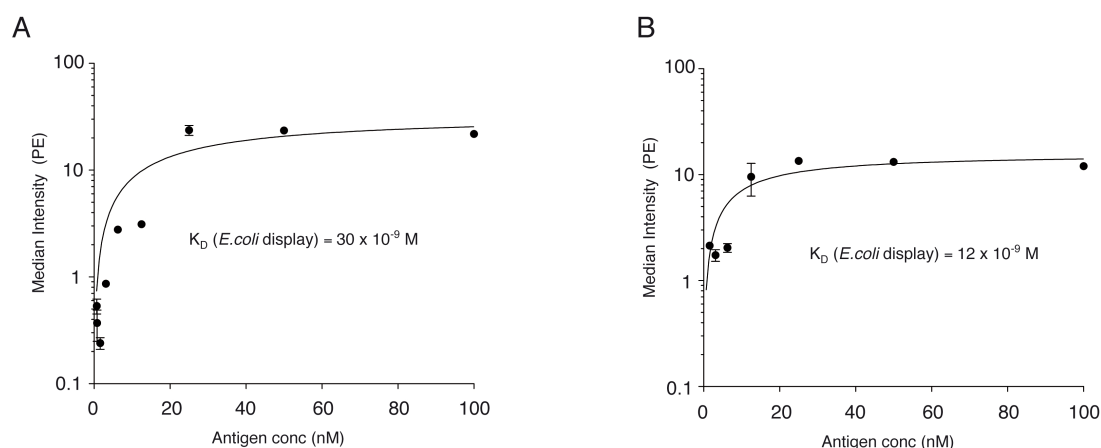 A
100
10
1
0.1
Median Intensity (PE)
K_D (E.coli display) = 30 x 10^-9 M
0 20 40 60 80 100
Antigen conc (nM)
B
100
10
1
0.1
Median Intensity (PE)
K_D (E.coli display) = 12 x 10^-9 M
0 20 40 60 80 100
Antigen conc (nM)